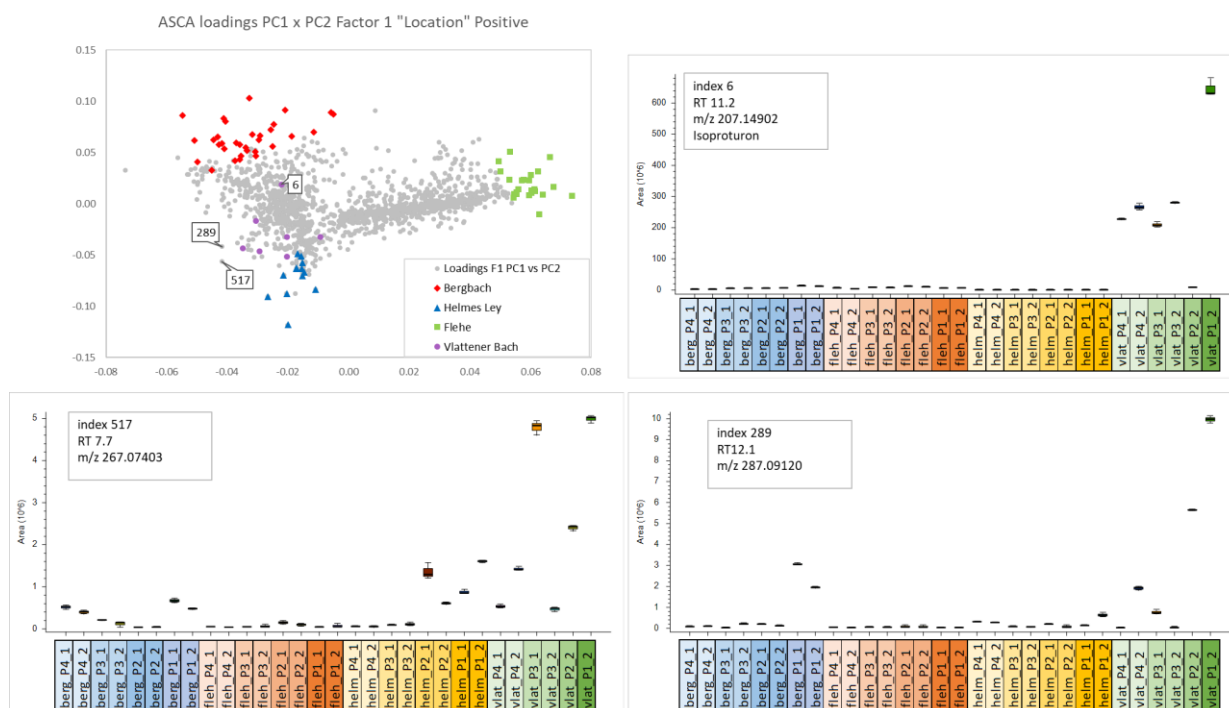 ASCA loadings PC1 x PC2 Factor 1 "Location" Positive
0.15
0.10
0.05
0.00
-0.05
-0.10
-0.15
-0.08
-0.06
-0.04
-0.02
0.00
0.02
0.04
0.06
0.08
6
289
517
Loadings F1 PC1 vs PC2
Bergbach
Helmes Ley
Flehe
Vlattener Bach
index 6
RT 11.2
m/z 207.14902
Isoproturon
Area (10^6)
600
500
400
300
200
100
0
berg_P4_1
berg_P4_2
berg_P3_1
berg_P3_2
berg_P2_1
berg_P2_2
berg_P1_1
berg_P1_2
fleh_P4_1
fleh_P4_2
fleh_P3_1
fleh_P3_2
fleh_P2_1
fleh_P2_2
fleh_P1_1
fleh_P1_2
helm_P4_1
helm_P4_2
helm_P3_1
helm_P3_2
helm_P2_1
helm_P2_2
helm_P1_1
helm_P1_2
vlat_P4_1
vlat_P4_2
vlat_P3_1
vlat_P3_2
vlat_P2_2
vlat_P1_2
index 517
RT 7.7
m/z 267.07403
Area (10^6)
5
4
3
2
1
0
berg_P4_1
berg_P4_2
berg_P3_1
berg_P3_2
berg_P2_1
berg_P2_2
berg_P1_1
berg_P1_2
fleh_P4_1
fleh_P4_2
fleh_P3_1
fleh_P3_2
fleh_P2_1
fleh_P2_2
fleh_P1_1
fleh_P1_2
helm_P4_1
helm_P4_2
helm_P3_1
helm_P3_2
helm_P2_1
helm_P2_2
helm_P1_1
helm_P1_2
vlat_P4_1
vlat_P4_2
vlat_P3_1
vlat_P3_2
vlat_P2_2
vlat_P1_2
index 289
RT12.1
m/z 287.09120
Area (10^6)
10
9
8
7
6
5
4
3
2
1
0
berg_P4_1
berg_P4_2
berg_P3_1
berg_P3_2
berg_P2_1
berg_P2_2
berg_P1_1
berg_P1_2
fleh_P4_1
fleh_P4_2
fleh_P3_1
fleh_P3_2
fleh_P2_1
fleh_P2_2
fleh_P1_1
fleh_P1_2
helm_P4_1
helm_P4_2
helm_P3_1
helm_P3_2
helm_P2_1
helm_P2_2
helm_P1_1
helm_P1_2
vlat_P4_1
vlat_P4_2
vlat_P3_1
vlat_P3_2
vlat_P2_2
vlat_P1_2